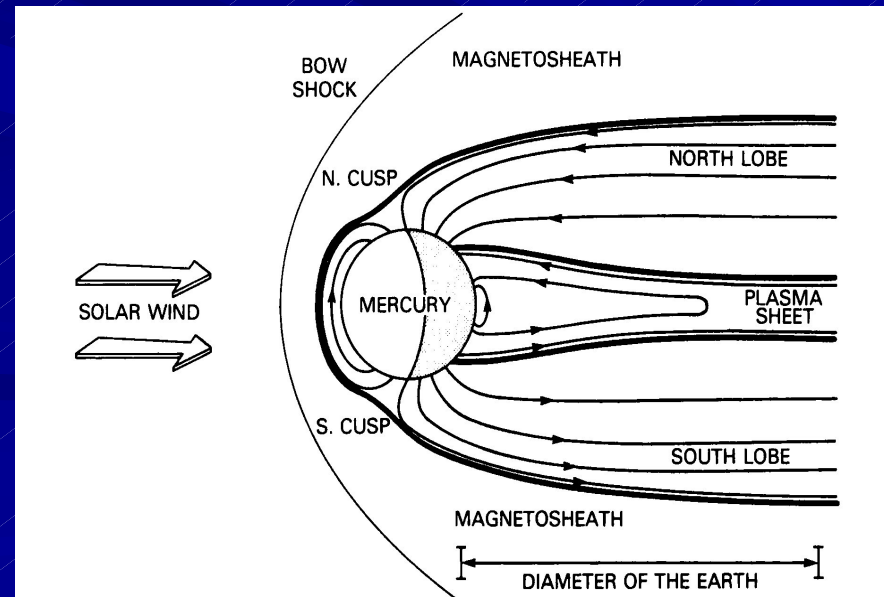 BOW
SHOCK
MAGNETOSHEATH
NORTH LOBE
N. CUSP
SOLAR WIND
MERCURY
PLASMA
SHEET
S. CUSP
SOUTH LOBE
MAGNETOSHEATH
DIAMETER OF THE EARTH